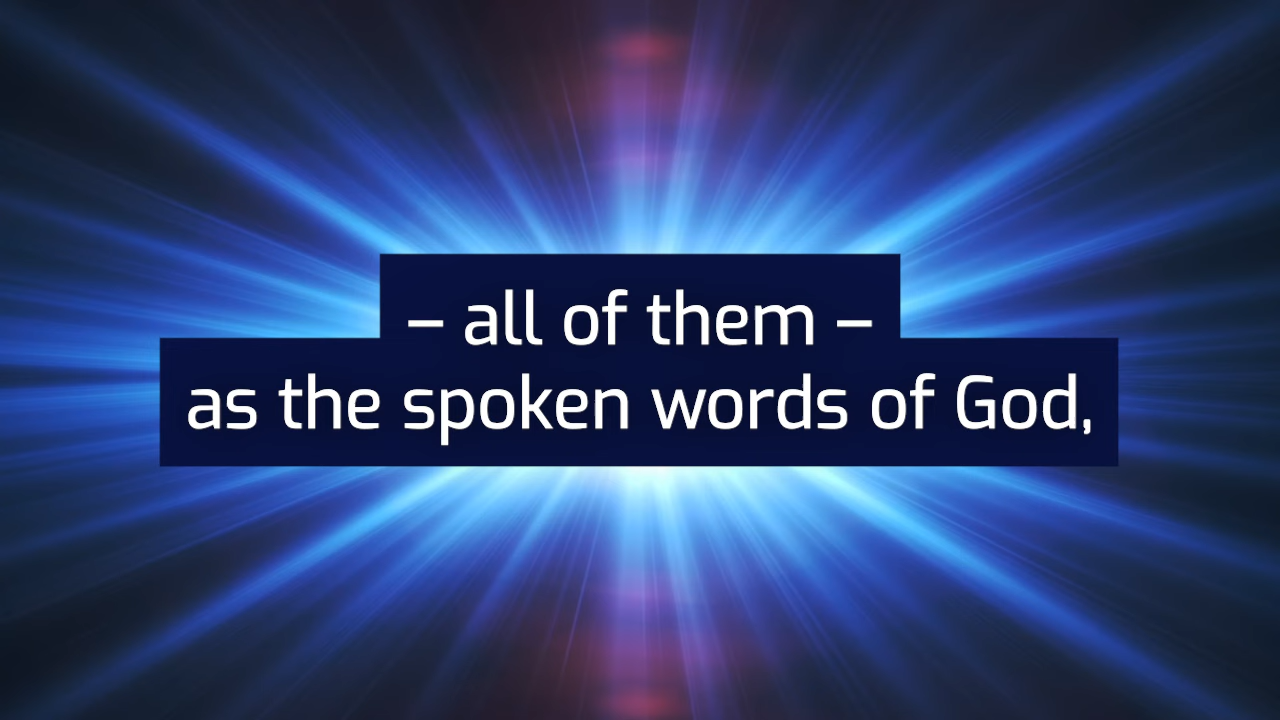 – all of them –
as the spoken words of God,